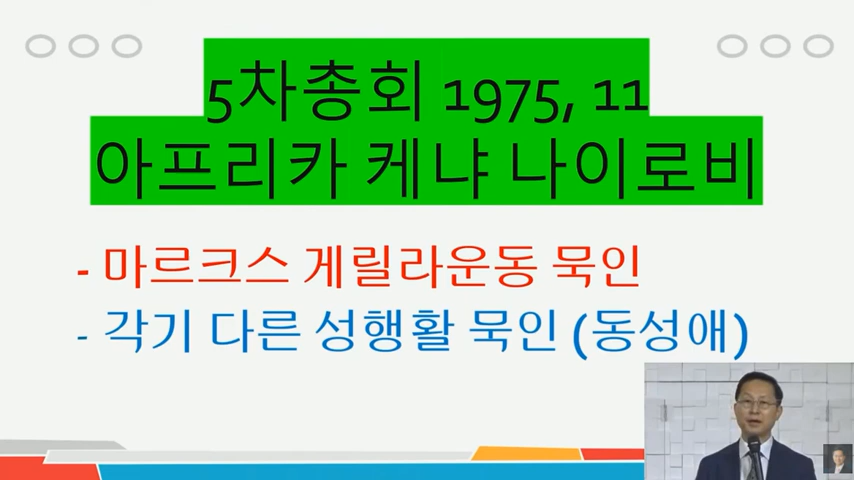 5차총회 1975, 11
아프리카 케냐 나이로비
- 마르크스 게릴라운동 묵인
- 각기 다른 성행활 묵인 (동성애)